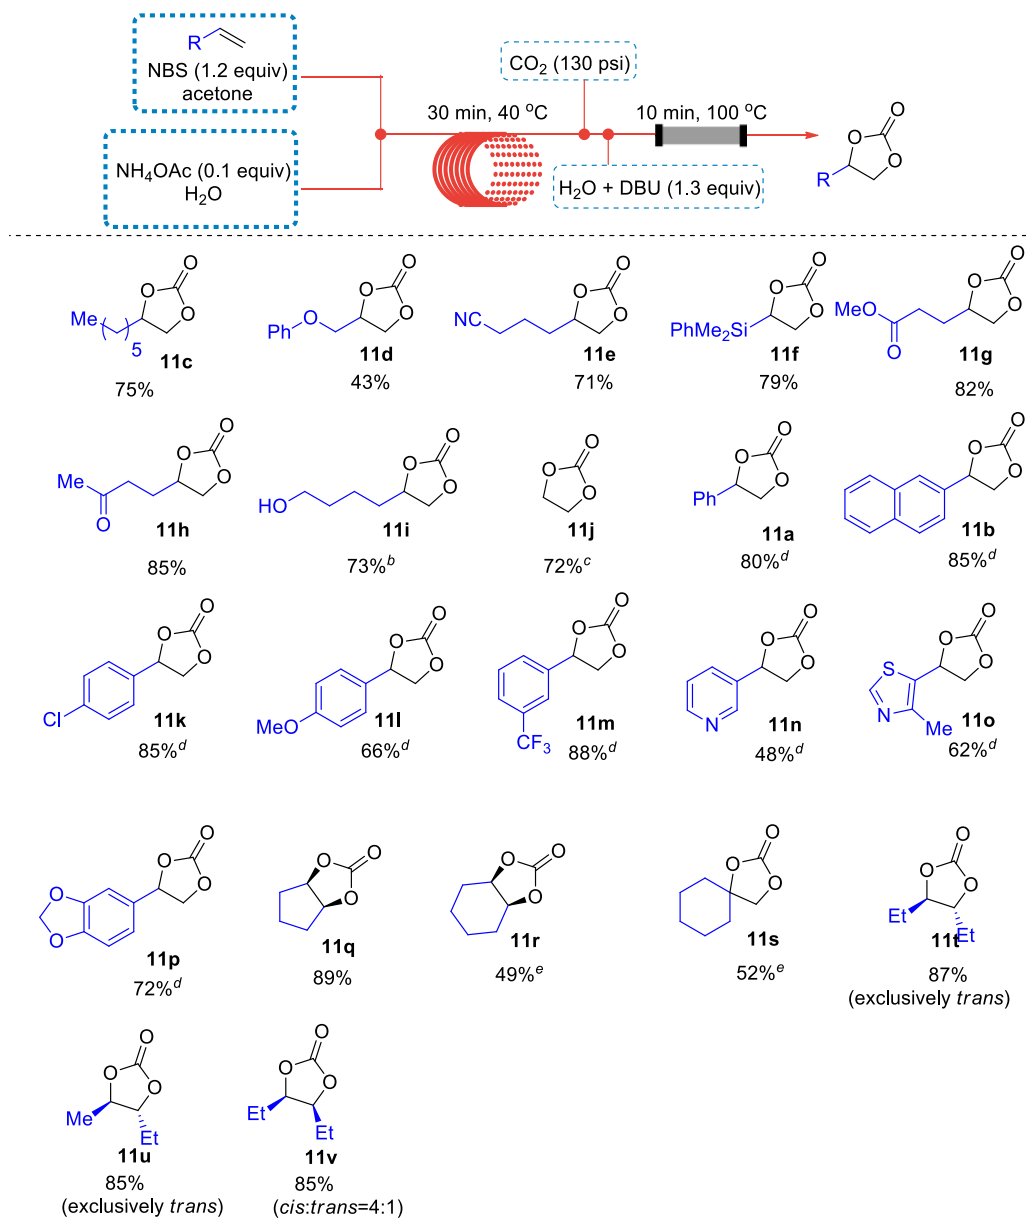 R
NBS (1.2 equiv)
acetone
NH₄OAc (0.1 equiv)
H₂O
30 min, 40 °C
CO₂ (130 psi)
10 min, 100 °C
H₂O + DBU (1.3 equiv)
R O O O
Me 5 O O O
11c
75%
Ph O O O O
11d
43%
NC O O O
11e
71%
PhMe₂Si O O O
11f
79%
MeO O O O O
11g
82%
Me O O O O
11h
85%
HO O O O
11i
73%ᵇ
O O O
11j
72%ᶜ
Ph O O O
11a
80%ᵈ
O O O
11b
85%ᵈ
Cl O O O
11k
85%ᵈ
MeO O O O
11l
66%ᵈ
CF₃ O O O
11m
88%ᵈ
N O O O
11n
48%ᵈ
S N Me O O O
11o
62%ᵈ
O O O O O
11p
72%ᵈ
O O O
11q
89%
O O O
11r
49%ᵉ
O O O
11s
52%ᵉ
O O O Et Et
11t
87%
(exclusively trans)
O O O Me Et
11u
85%
(exclusively trans)
O O O Et Et
11v
85%
(cis:trans=4:1)